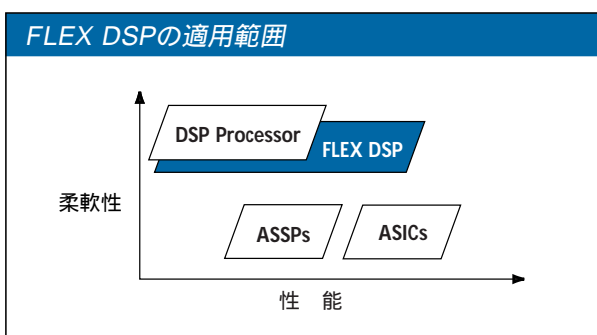 FLEX DSPの適用範囲
DSP Processor
FLEX DSP
柔軟性
ASSPs
ASICs
性 能